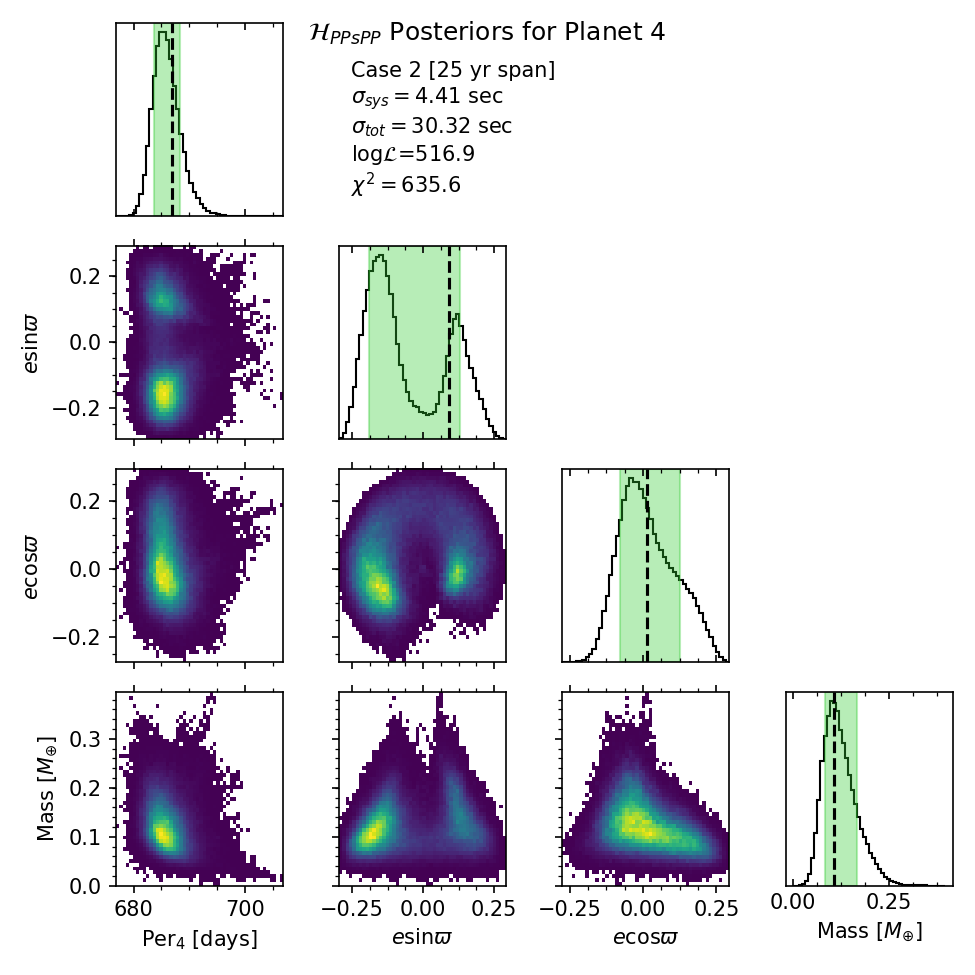 𝓗_PPsPP Posteriors for Planet 4
Case 2 [25 yr span]
σ_sys = 4.41 sec
σ_tot = 30.32 sec
logℒ=516.9
χ² = 635.6
esinϖ
0.2
0.0
−0.2
ecosϖ
0.2
0.0
−0.2
Mass [M⊕]
0.3
0.2
0.1
0.0
680 700
Per₄ [days]
−0.25 0.00 0.25
esinϖ
−0.25 0.00 0.25
ecosϖ
0.00 0.25
Mass [M⊕]